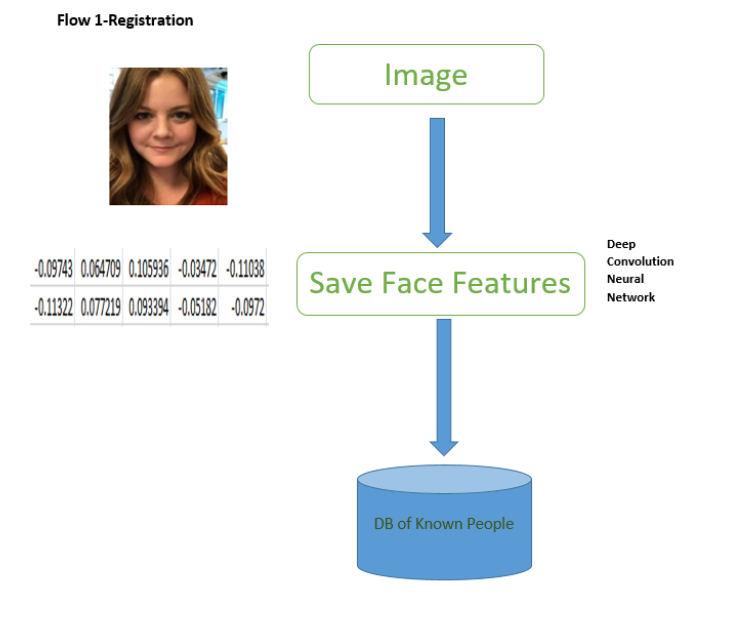 Flow 1-Registration
Image
-0.09743 0.064709 0.105936 -0.03472 -0.11038
-0.11322 0.077219 0.093394 -0.05182 -0.0972
Save Face Features
Deep
Convolution
Neural
Network
DB of Known People